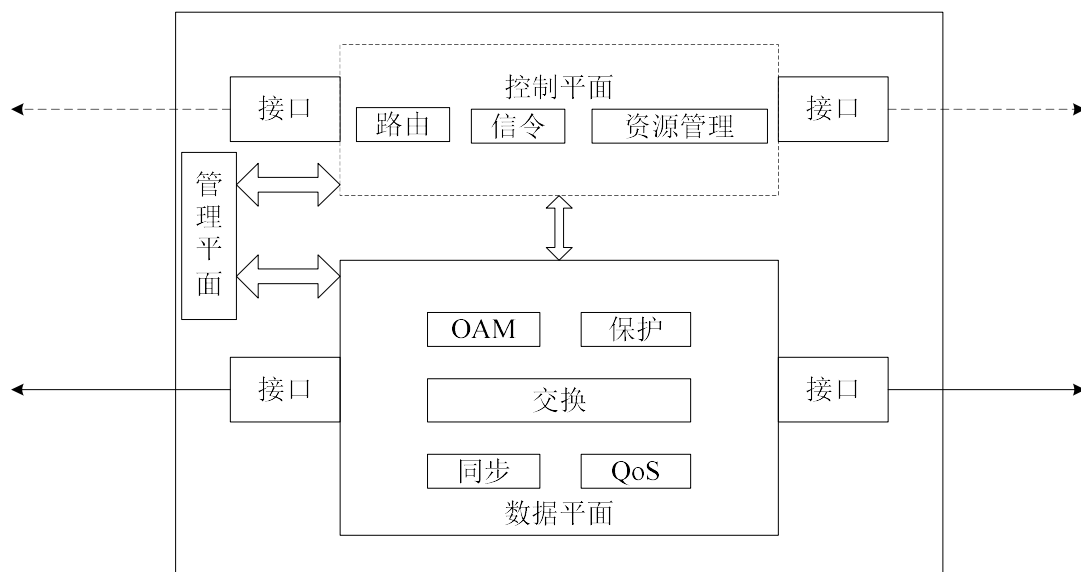 控制平面
接口
路由
信令
资源管理
接口
管理平面
OAM
保护
接口
交换
接口
同步
QoS
数据平面